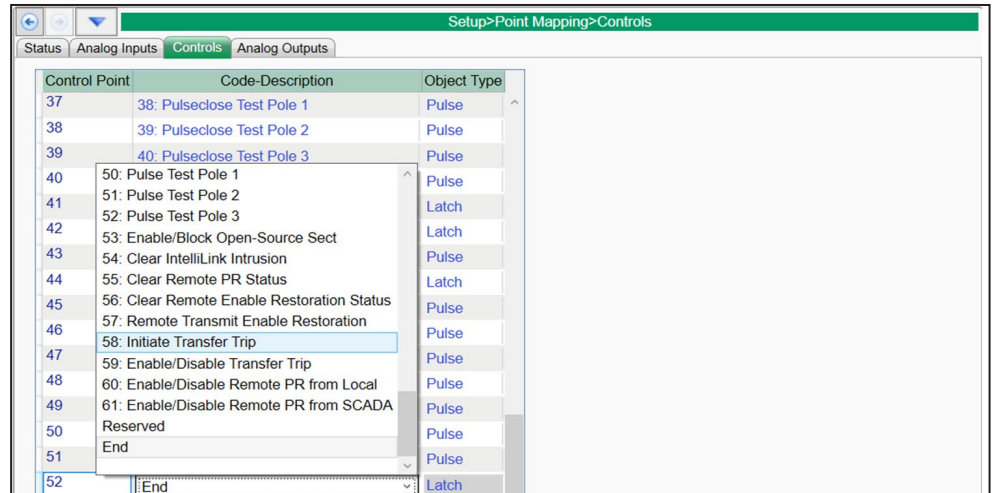 Setup>Point Mapping>Controls
Status Analog Inputs Controls Analog Outputs
Control Point Code-Description Object Type
37 38: Pulseclose Test Pole 1 Pulse
38 39: Pulseclose Test Pole 2 Pulse
39 40: Pulseclose Test Pole 3 Pulse
40 50: Pulse Test Pole 1 Pulse
51: Pulse Test Pole 2
41 Latch
52: Pulse Test Pole 3
42 53: Enable/Block Open-Source Sect Latch
43 54: Clear IntelliLink Intrusion Pulse
44 55: Clear Remote PR Status Latch
45 56: Clear Remote Enable Restoration Status Pulse
57: Remote Transmit Enable Restoration
46 58: Initiate Transfer Trip Pulse
47 59: Enable/Disable Transfer Trip Pulse
48 60: Enable/Disable Remote PR from Local Pulse
49 61: Enable/Disable Remote PR from SCADA Pulse
50 Reserved Pulse
End
51 Pulse
52 End Latch